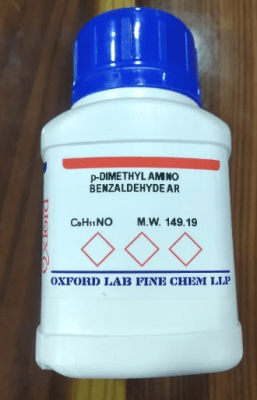 p-DIMETHYL AMINO
BENZALDEHYDE AR
C₉H₁₁NO M.W. 149.19
OXFORD LAB FINE CHEM LLP